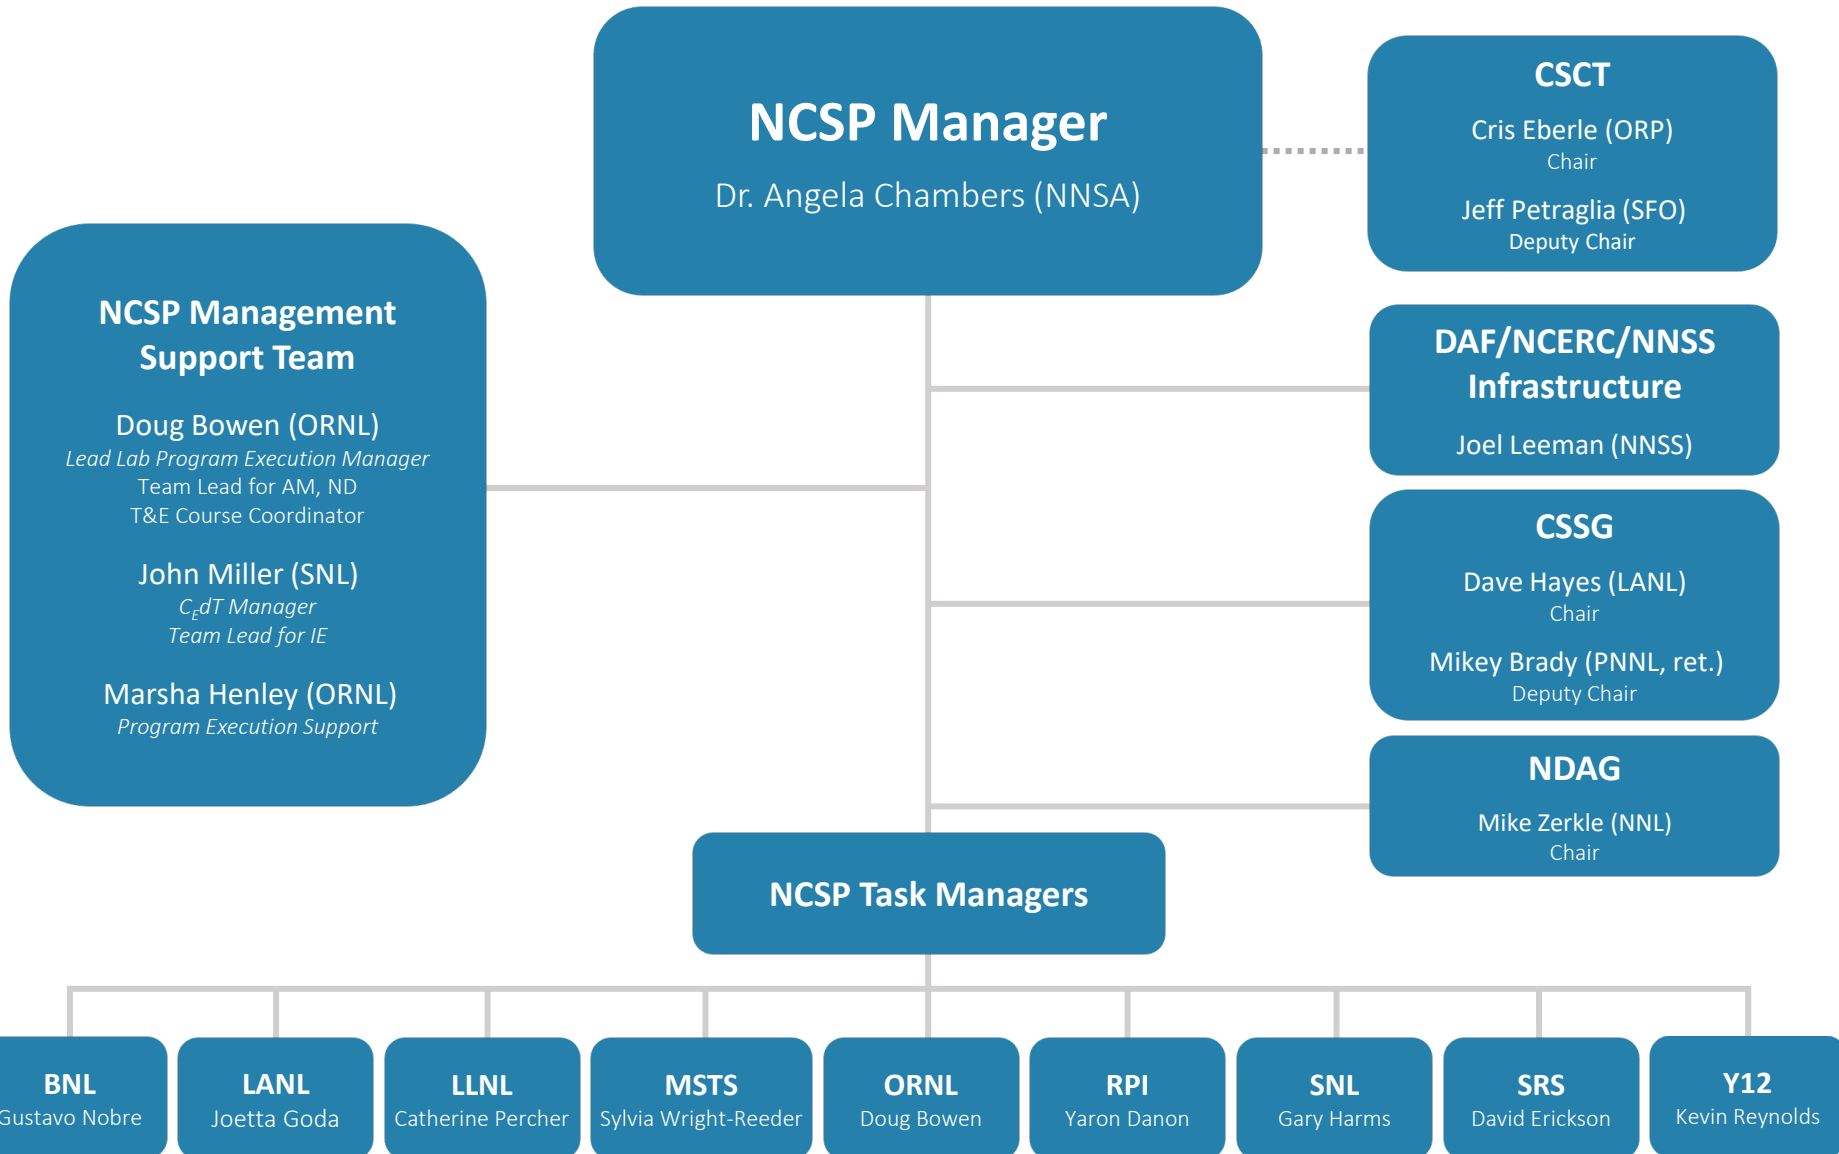 NCSP Manager
Dr. Angela Chambers (NNSA)
CSCT
Cris Eberle (ORP)
Chair
Jeff Petraglia (SFO)
Deputy Chair
NCSP Management
Support Team
Doug Bowen (ORNL)
Lead Lab Program Execution Manager
Team Lead for AM, ND
T&E Course Coordinator
John Miller (SNL)
CEdT Manager
Team Lead for IE
Marsha Henley (ORNL)
Program Execution Support
DAF/NCERC/NNSS
Infrastructure
Joel Leeman (NNSS)
CSSG
Dave Hayes (LANL)
Chair
Mikey Brady (PNNL, ret.)
Deputy Chair
NDAG
Mike Zerkle (NNL)
Chair
NCSP Task Managers
BNL
Gustavo Nobre
LANL
Joetta Goda
LLNL
Catherine Percher
MSTS
Sylvia Wright-Reeder
ORNL
Doug Bowen
RPI
Yaron Danon
SNL
Gary Harms
SRS
David Erickson
Y12
Kevin Reynolds